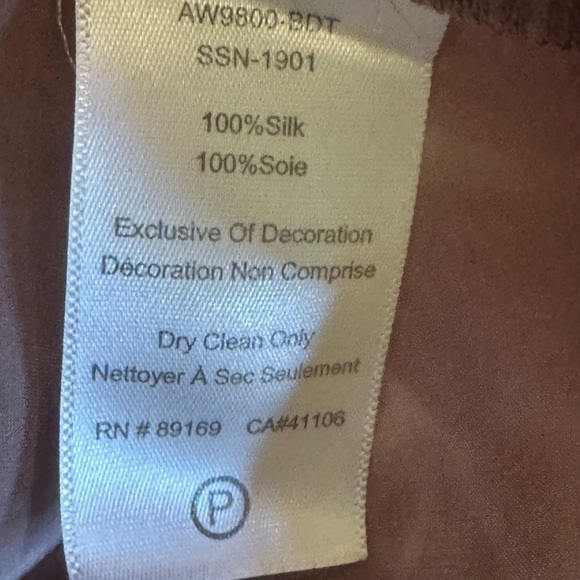 AW9800-BDT
SSN-1901
100%Silk
100%Soie
Exclusive Of Decoration
Décoration Non Comprise
Dry Clean Only
Nettoyer À Sec Seulement
RN # 89169 CA#41106
P